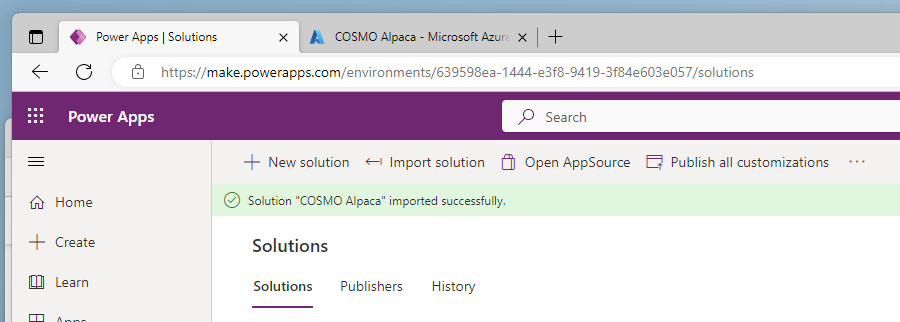 Power Apps | Solutions
COSMO Alpaca - Microsoft Azure
https://make.powerapps.com/environments/639598ea-1444-e3f8-9419-3f84e603e057/solutions
Power Apps
Search
New solution
Import solution
Open AppSource
Publish all customizations
Solution "COSMO Alpaca" imported successfully.
Home
Create
Learn
Apps
Solutions
Solutions
Publishers
History